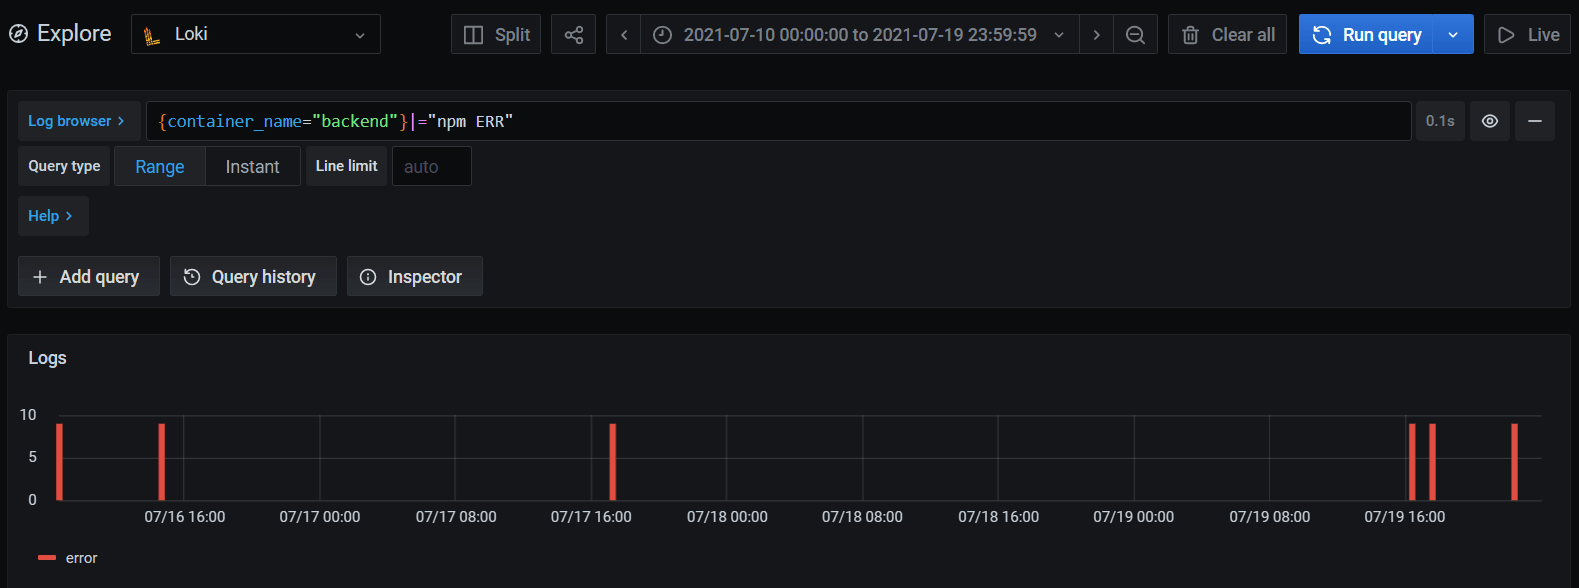 Explore Loki Split 2021-07-10 00:00:00 to 2021-07-19 23:59:59 Clear all Run query Live
Log browser > {container_name="backend"}|="npm ERR" 0.1s
Query type Range Instant Line limit auto
Help >
+ Add query Query history Inspector
Logs
10
5
0
07/16 16:00 07/17 00:00 07/17 08:00 07/17 16:00 07/18 00:00 07/18 08:00 07/18 16:00 07/19 00:00 07/19 08:00 07/19 16:00
error